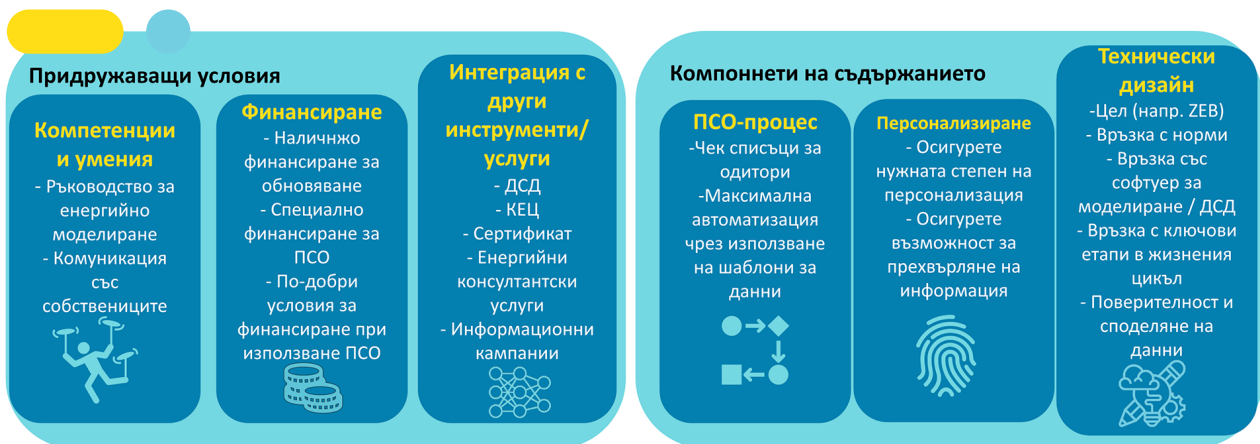 Придружаващи условия
Компетенции
и умения
- Ръководство за
енергийно
моделиране
- Комуникация
със
собствениците
Финансиране
- Наличнжо
финансиране за
обновяване
- Специално
финансиране за
ПСО
- По-добри
условия за
финансиране при
използване ПСО
Интеграция с
други
инструменти/
услуги
- ДСД
- КЕЦ
- Сертификат
- Енергийни
консултантски
услуги
- Информационни
кампании
Компоннети на съдържанието
ПСО-процес
-Чек списъци за
одитори
-Максимална
автоматизация
чрез използване
на шаблони за
данни
Персонализиране
- Осигурете
нужната степен на
персонализация
- Осигурете
възможност за
прехвърляне на
информация
Технически
дизайн
-Цел (напр. ZEB)
- Връзка с норми
- Връзка със
софтуер за
моделиране / ДСД
- Връзка с ключови
етапи в жизнения
цикъл
- Поверителност и
споделяне на
данни